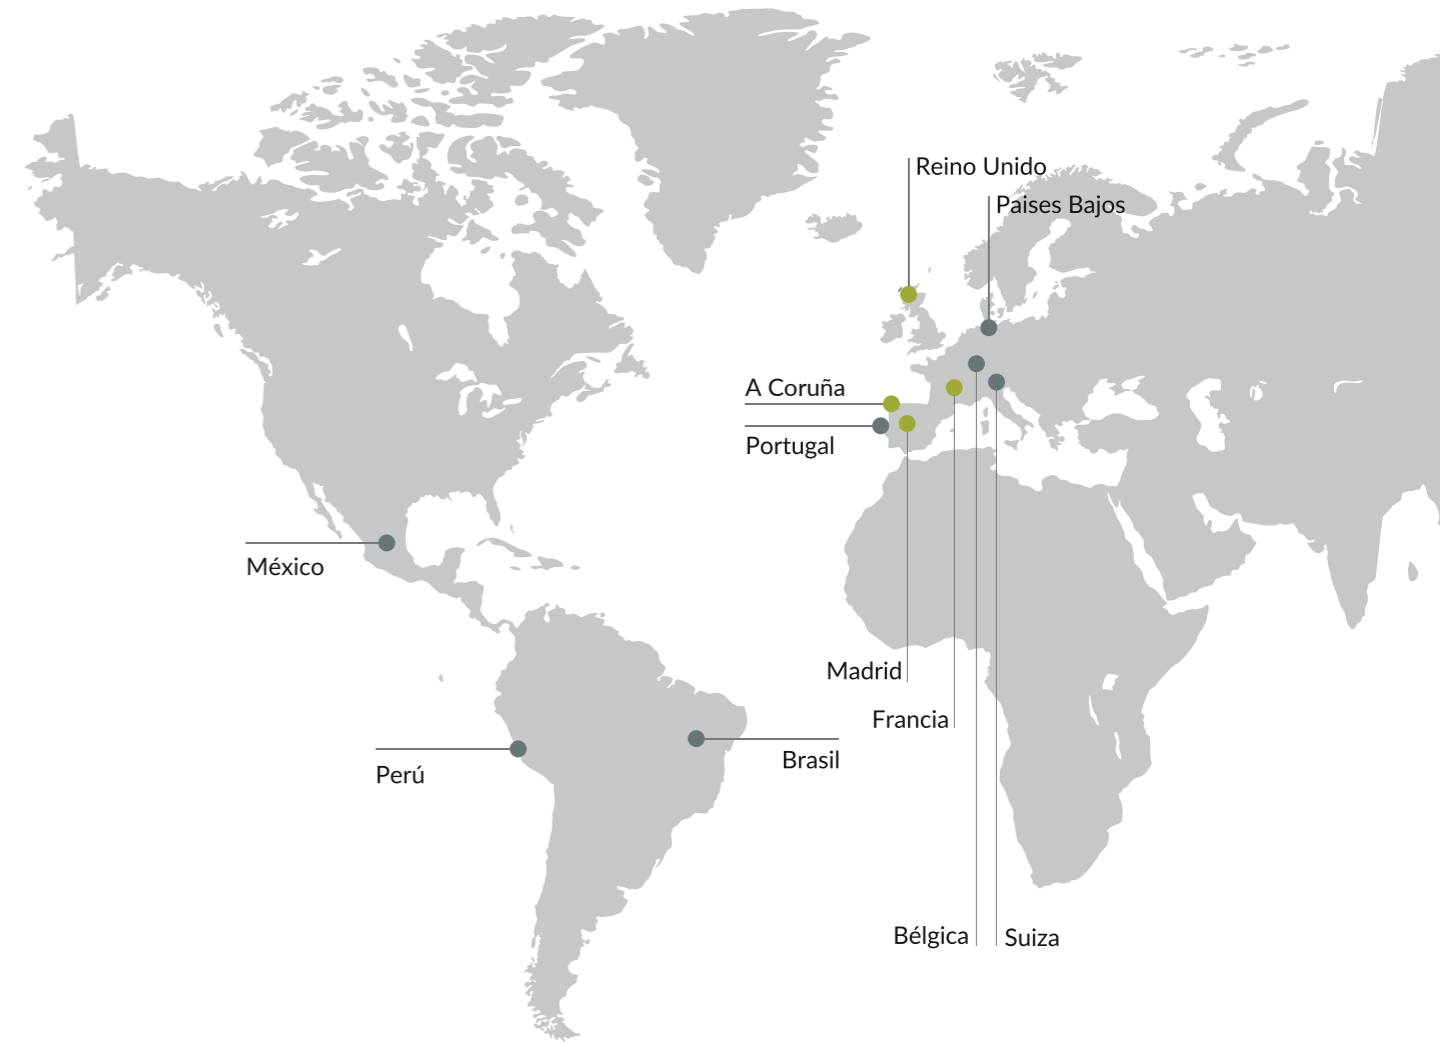 Reino Unido
Paises Bajos
A Coruña
Portugal
México
Madrid
Francia
Brasil
Perú
Bélgica
Suiza